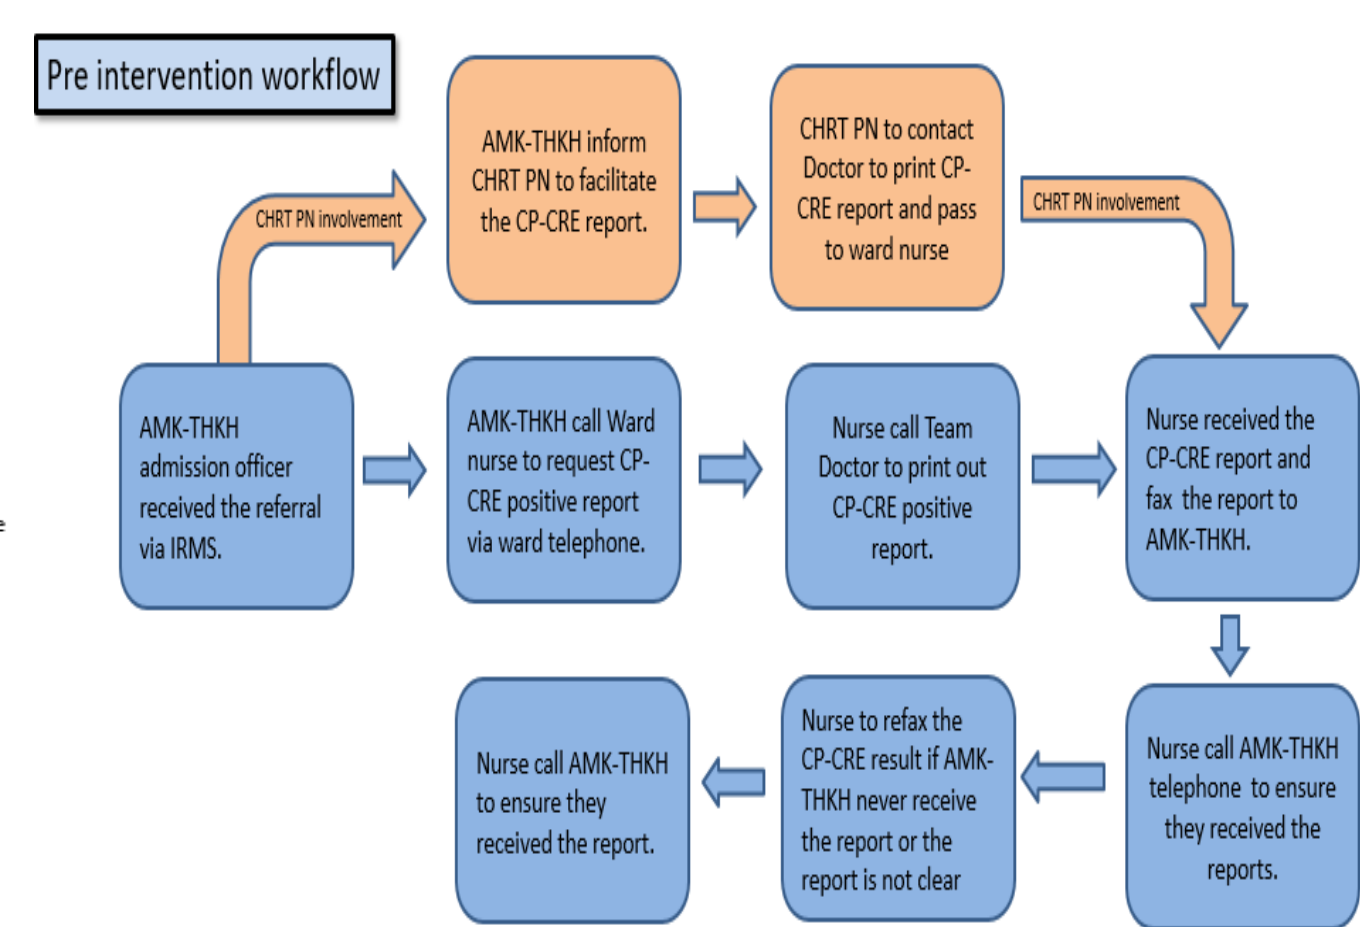 Pre intervention workflow
AMK-THKH inform
CHRT PN to facilitate
the CP-CRE report.
CHRT PN to contact
Doctor to print CP-
CRE report and pass
to ward nurse
CHRT PN involvement
CHRT PN involvement
AMK-THKH
admission officer
received the referral
via IRMS.
AMK-THKH call Ward
nurse to request CP-
CRE positive report
via ward telephone.
Nurse call Team
Doctor to print out
CP-CRE positive
report.
Nurse received the
CP-CRE report and
fax the report to
AMK-THKH.
Nurse call AMK-THKH
telephone to ensure
they received the
reports.
Nurse to refax the
CP-CRE result if AMK-
THKH never receive
the report or the
report is not clear
Nurse call AMK-THKH
to ensure they
received the report.